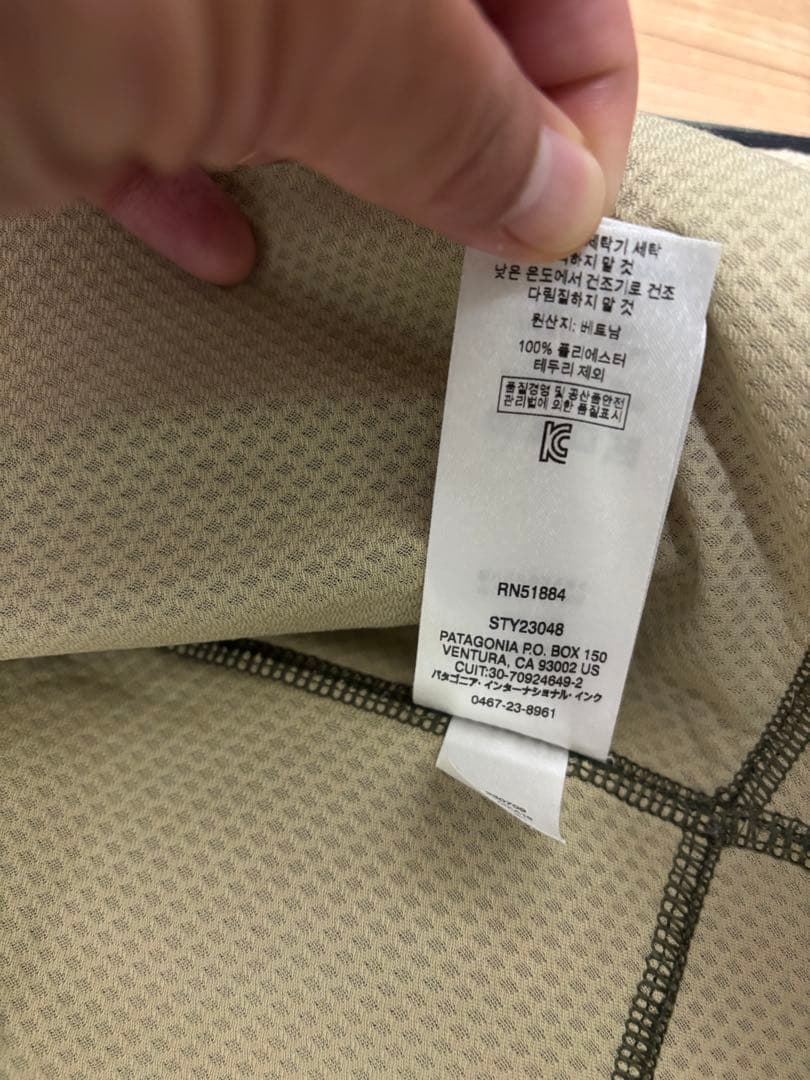 세탁기 세탁
하지 말 것
낮은 온도에서 건조기로 건조
다림질하지 말 것
원산지: 베트남
100% 폴리에스터
테두리 제외
품질경영 및 공산품안전
관리법에 의한 품질표시
RN51884
STY23048
PATAGONIA P.O. BOX 150
VENTURA, CA 93002 US
CUIT:30-70924649-2
パタゴニア・インターナショナル・インク
0467-23-8961